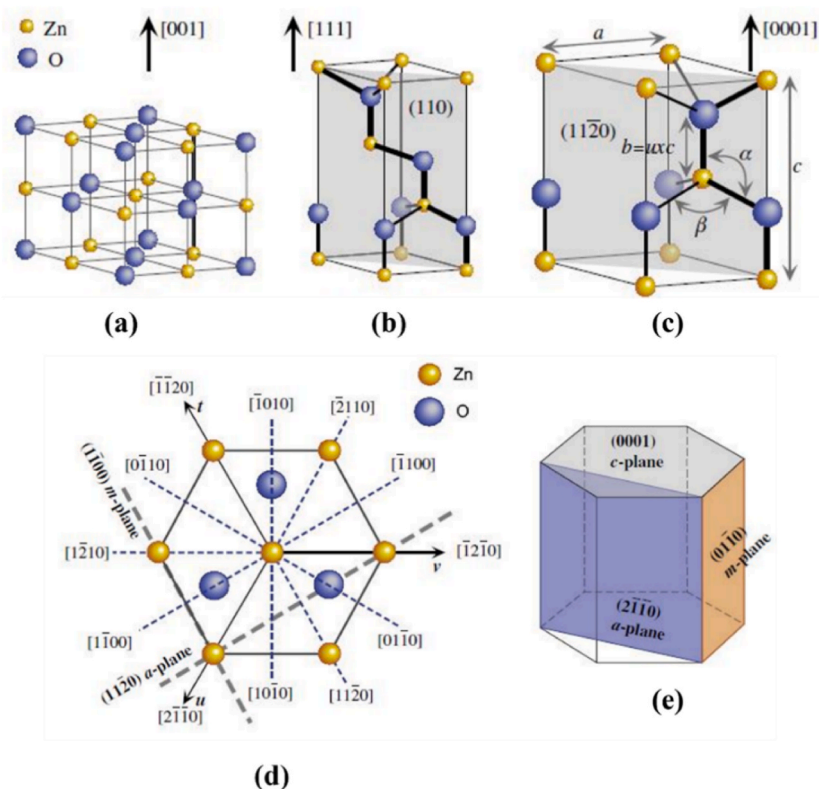 Zn
O
[001]
[111]
(110)
[0001]
a
(112̄0)
b=uxc
α
β
c
(a)
(b)
(c)
Zn
O
[1̄1̄20]
t
[1̄010]
[2̄110]
[01̄10]
[1̄100]
(11̄00) m-plane
[12̄10]
[1̄21̄0]
v
[11̄00]
[011̄0]
(112̄0) a-plane
u
[21̄1̄0]
[101̄0]
[112̄0]
(d)
(0001)
c-plane
(011̄0)
m-plane
(21̄1̄0)
a-plane
(e)